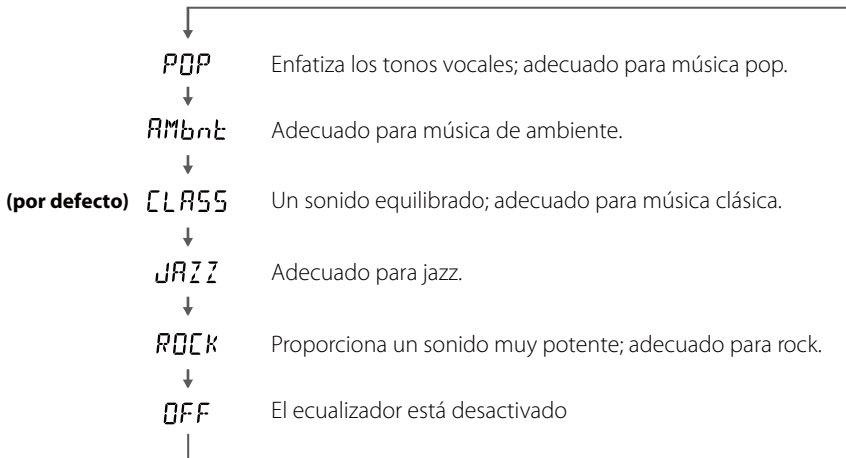 POP Enfatiza los tonos vocales; adecuado para música pop.
AMbnt Adecuado para música de ambiente.
(por defecto) CLASS Un sonido equilibrado; adecuado para música clásica.
JAZZ Adecuado para jazz.
ROCK Proporciona un sonido muy potente; adecuado para rock.
OFF El ecualizador está desactivado